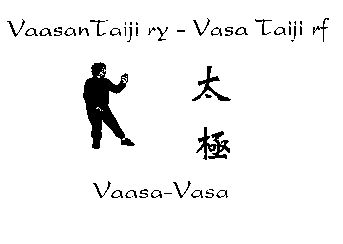 VaasanTaiji ry - Vasa Taiji rf
太
極
Vaasa-Vasa